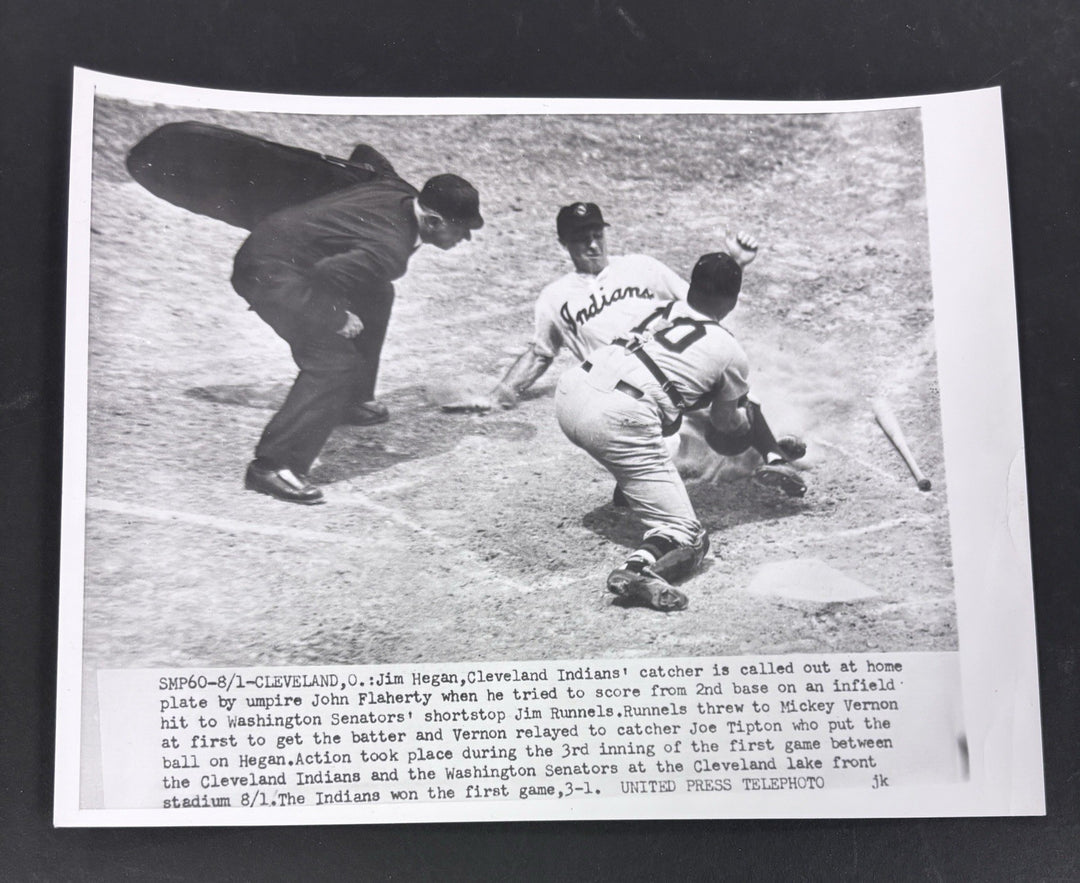 Indians
10
SMP60-8/1-CLEVELAND,O.:Jim Hegan,Cleveland Indians' catcher is called out at home
plate by umpire John Flaherty when he tried to score from 2nd base on an infield
hit to Washington Senators' shortstop Jim Runnels.Runnels threw to Mickey Vernon
at first to get the batter and Vernon relayed to catcher Joe Tipton who put the
ball on Hegan.Action took place during the 3rd inning of the first game between
the Cleveland Indians and the Washington Senators at the Cleveland lake front
stadium 8/1.The Indians won the first game,3-1. UNITED PRESS TELEPHOTO jk